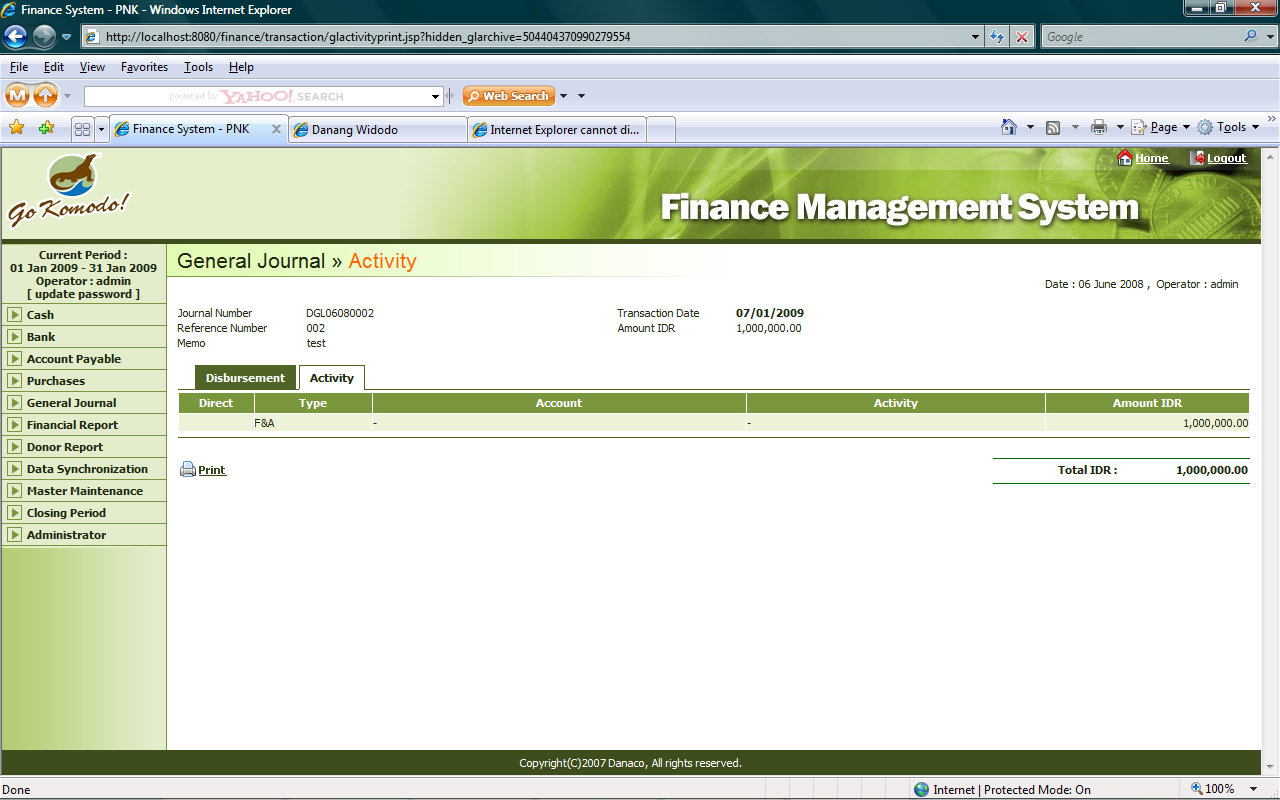 Finance System - PNK - Windows Internet Explorer
http://localhost:8080/finance/transaction/glactivityprint.jsp?hidden_glarchive=504404370990279554
Google
File Edit View Favorites Tools Help
M
powered by YAHOO! SEARCH
Web Search
Finance System - PNK
Danang Widodo
Internet Explorer cannot di...
Page Tools
Go Komodo!
Home Logout
Finance Management System
Current Period :
01 Jan 2009 - 31 Jan 2009
Operator : admin
[ update password ]
Cash
Bank
Account Payable
Purchases
General Journal
Financial Report
Donor Report
Data Synchronization
Master Maintenance
Closing Period
Administrator
General Journal » Activity
Date : 06 June 2008 , Operator : admin
Journal Number DGL06080002 Transaction Date 07/01/2009
Reference Number 002 Amount IDR 1,000,000.00
Memo test
Disbursement Activity
Direct Type Account Activity Amount IDR
F&A - - 1,000,000.00
Print
Total IDR : 1,000,000.00
Copyright(C)2007 Danaco, All rights reserved.
Done
Internet | Protected Mode: On
100%